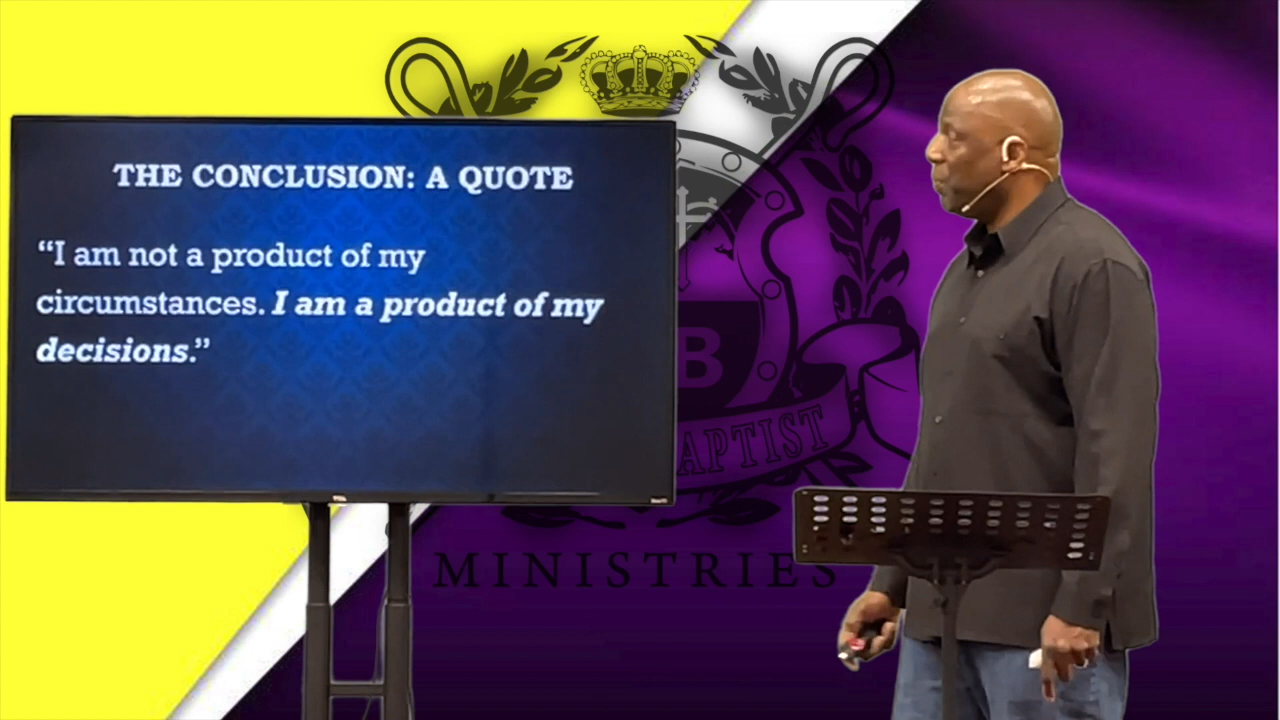 THE CONCLUSION: A QUOTE
“I am not a product of my
circumstances. I am a product of my
decisions.”
B
APTIST
MINISTRIES